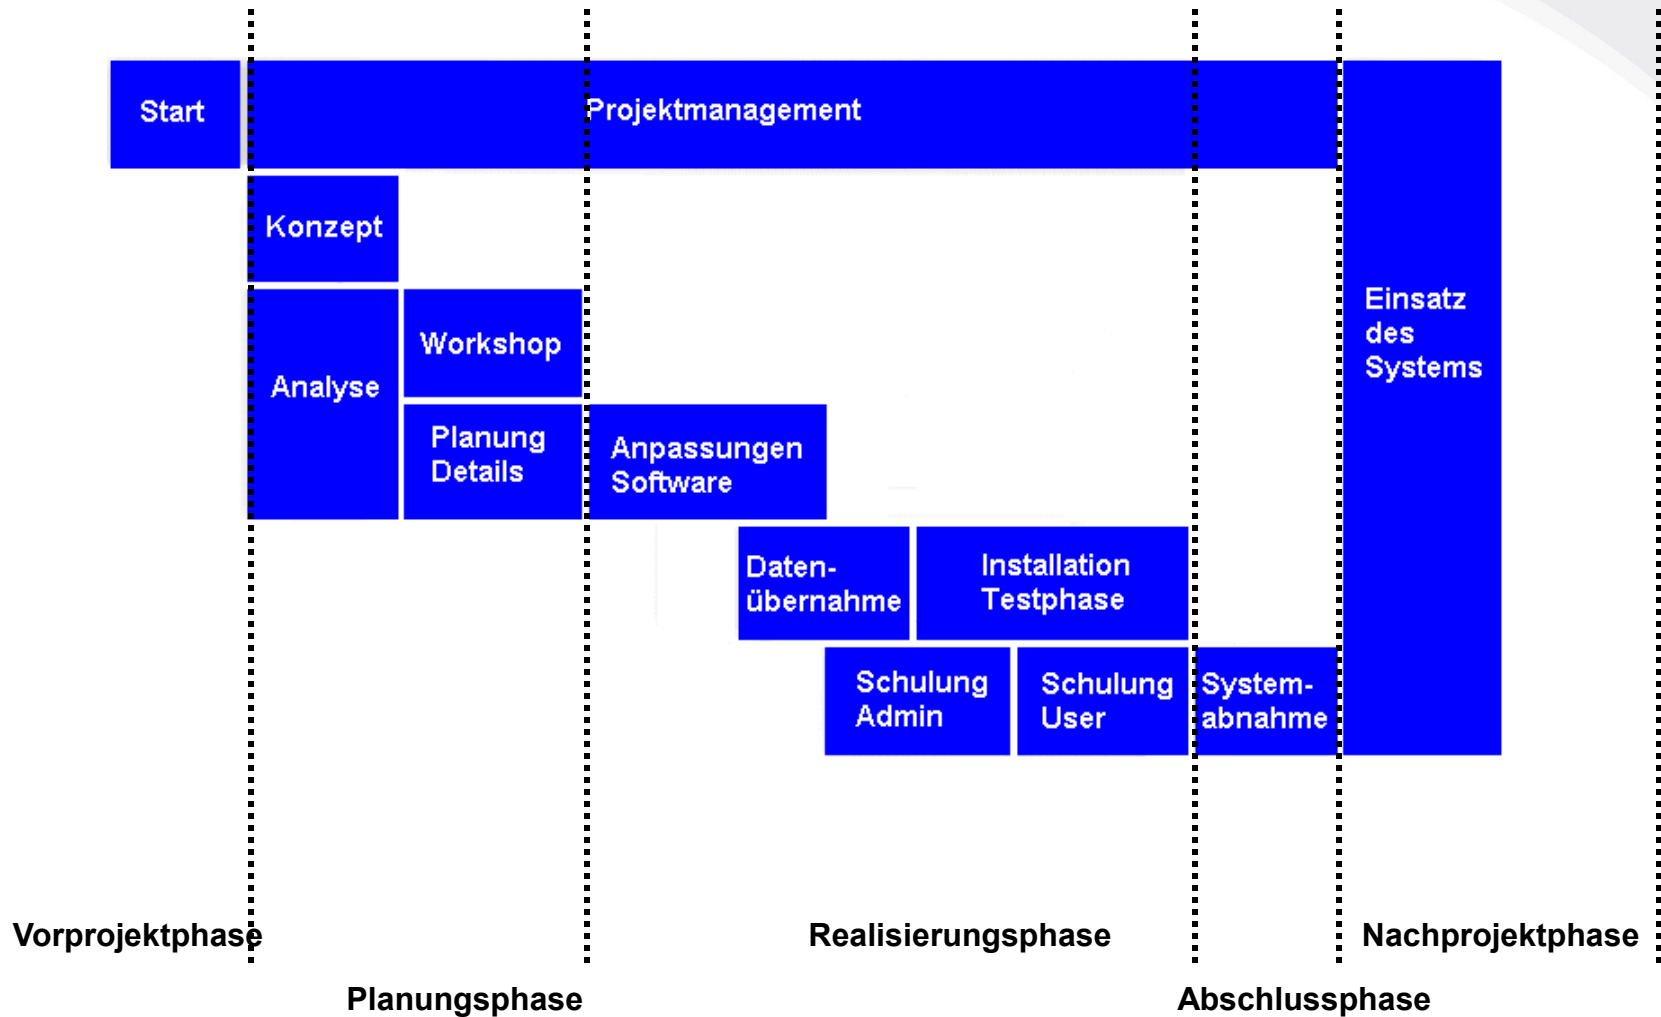 Start
Projektmanagement
Konzept
Einsatz
des
Systems
Workshop
Analyse
Planung
Details
Anpassungen
Software
Daten-
übernahme
Installation
Testphase
Schulung
Admin
Schulung
User
System-
abnahme
Vorprojektphase
Realisierungsphase
Nachprojektphase
Planungsphase
Abschlussphase